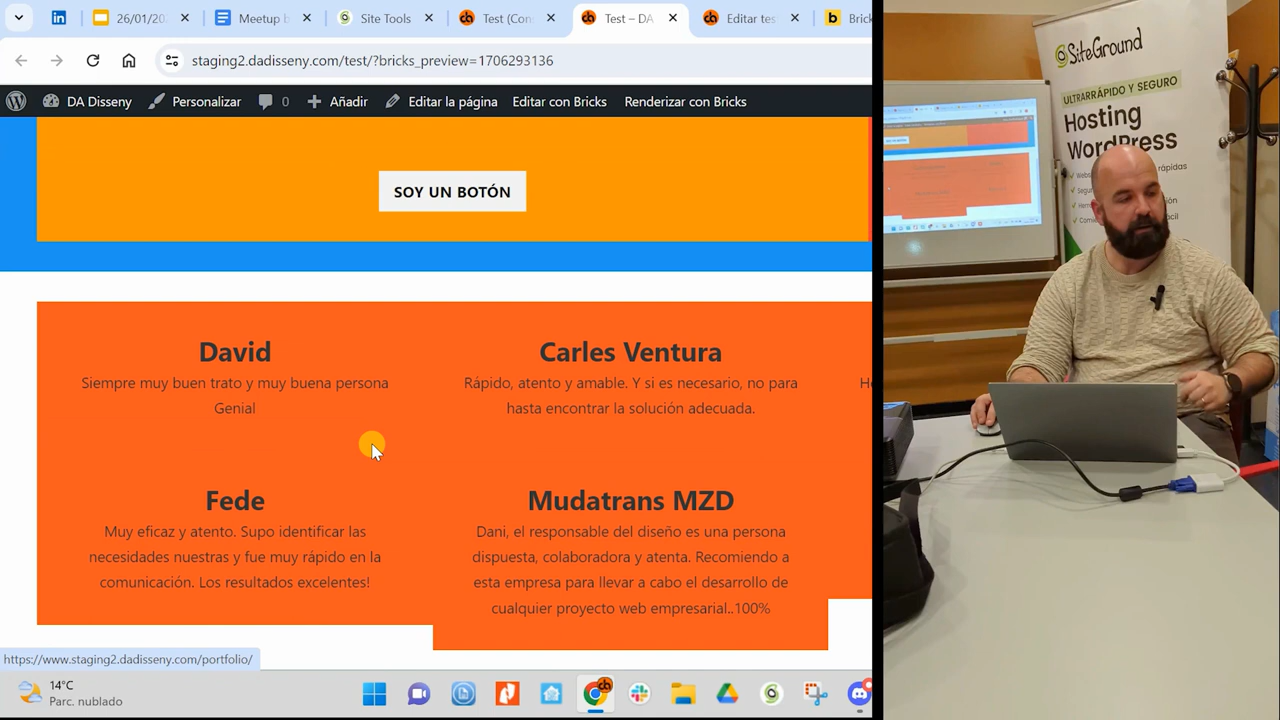 26/01/20
Meetup b
Site Tools
Test (Con
Test – DA
Editar tes
Brick
staging2.dadisseny.com/test/?bricks_preview=1706293136
DA Disseny
Personalizar
0
Añadir
Editar la página
Editar con Bricks
Renderizar con Bricks
SOY UN BOTÓN
David
Siempre muy buen trato y muy buena persona
Genial
Carles Ventura
Rápido, atento y amable. Y si es necesario, no para
hasta encontrar la solución adecuada.
Fede
Muy eficaz y atento. Supo identificar las
necesidades nuestras y fue muy rápido en la
comunicación. Los resultados excelentes!
Mudatrans MZD
Dani, el responsable del diseño es una persona
dispuesta, colaboradora y atenta. Recomiendo a
esta empresa para llevar a cabo el desarrollo de
cualquier proyecto web empresarial..100%
https://www.staging2.dadisseny.com/portfolio/
14°C
Parc. nublado
SiteGround
ULTRARRÁPIDO Y SEGURO
Hosting
WordPress